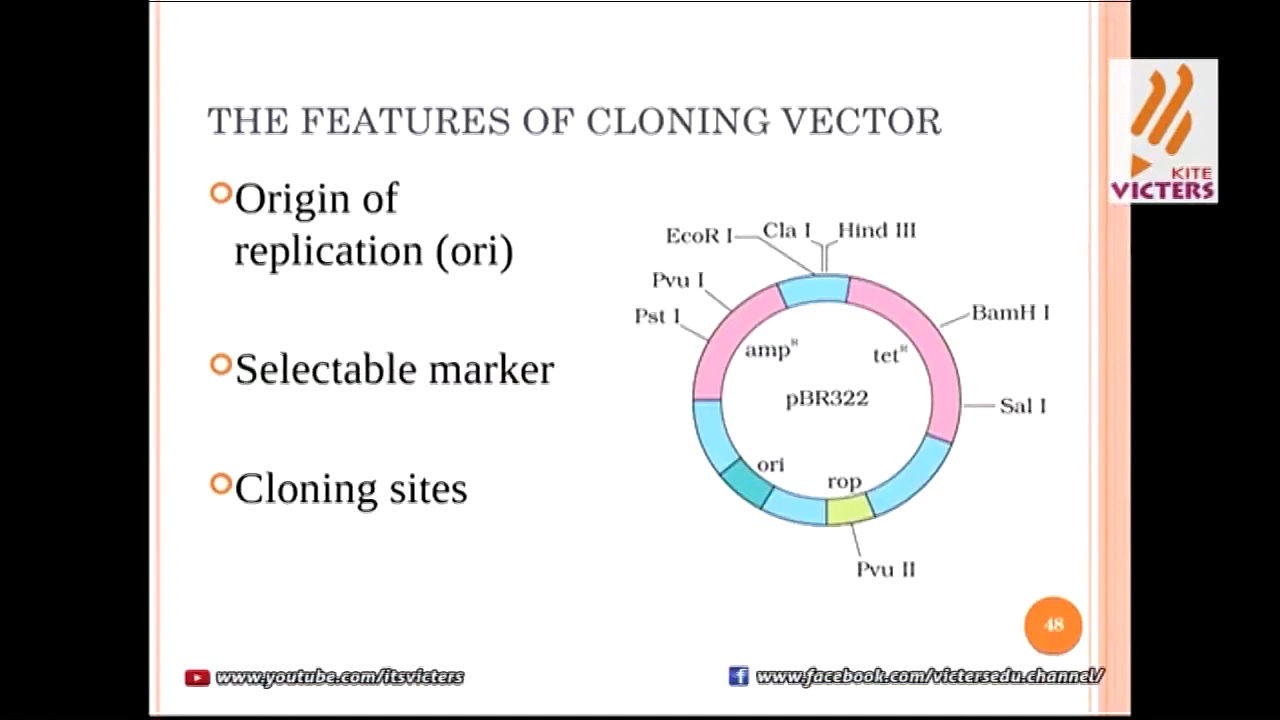 THE FEATURES OF CLONING VECTOR
Origin of
replication (ori)
Selectable marker
Cloning sites
EcoR I
Cla I
Hind III
Pvu I
Pst I
BamH I
ampR
tetR
pBR322
Sal I
ori
rop
Pvu II
KITE
VICTERS
48
www.youtube.com/itsvicters
www.facebook.com/victersedu.channel/